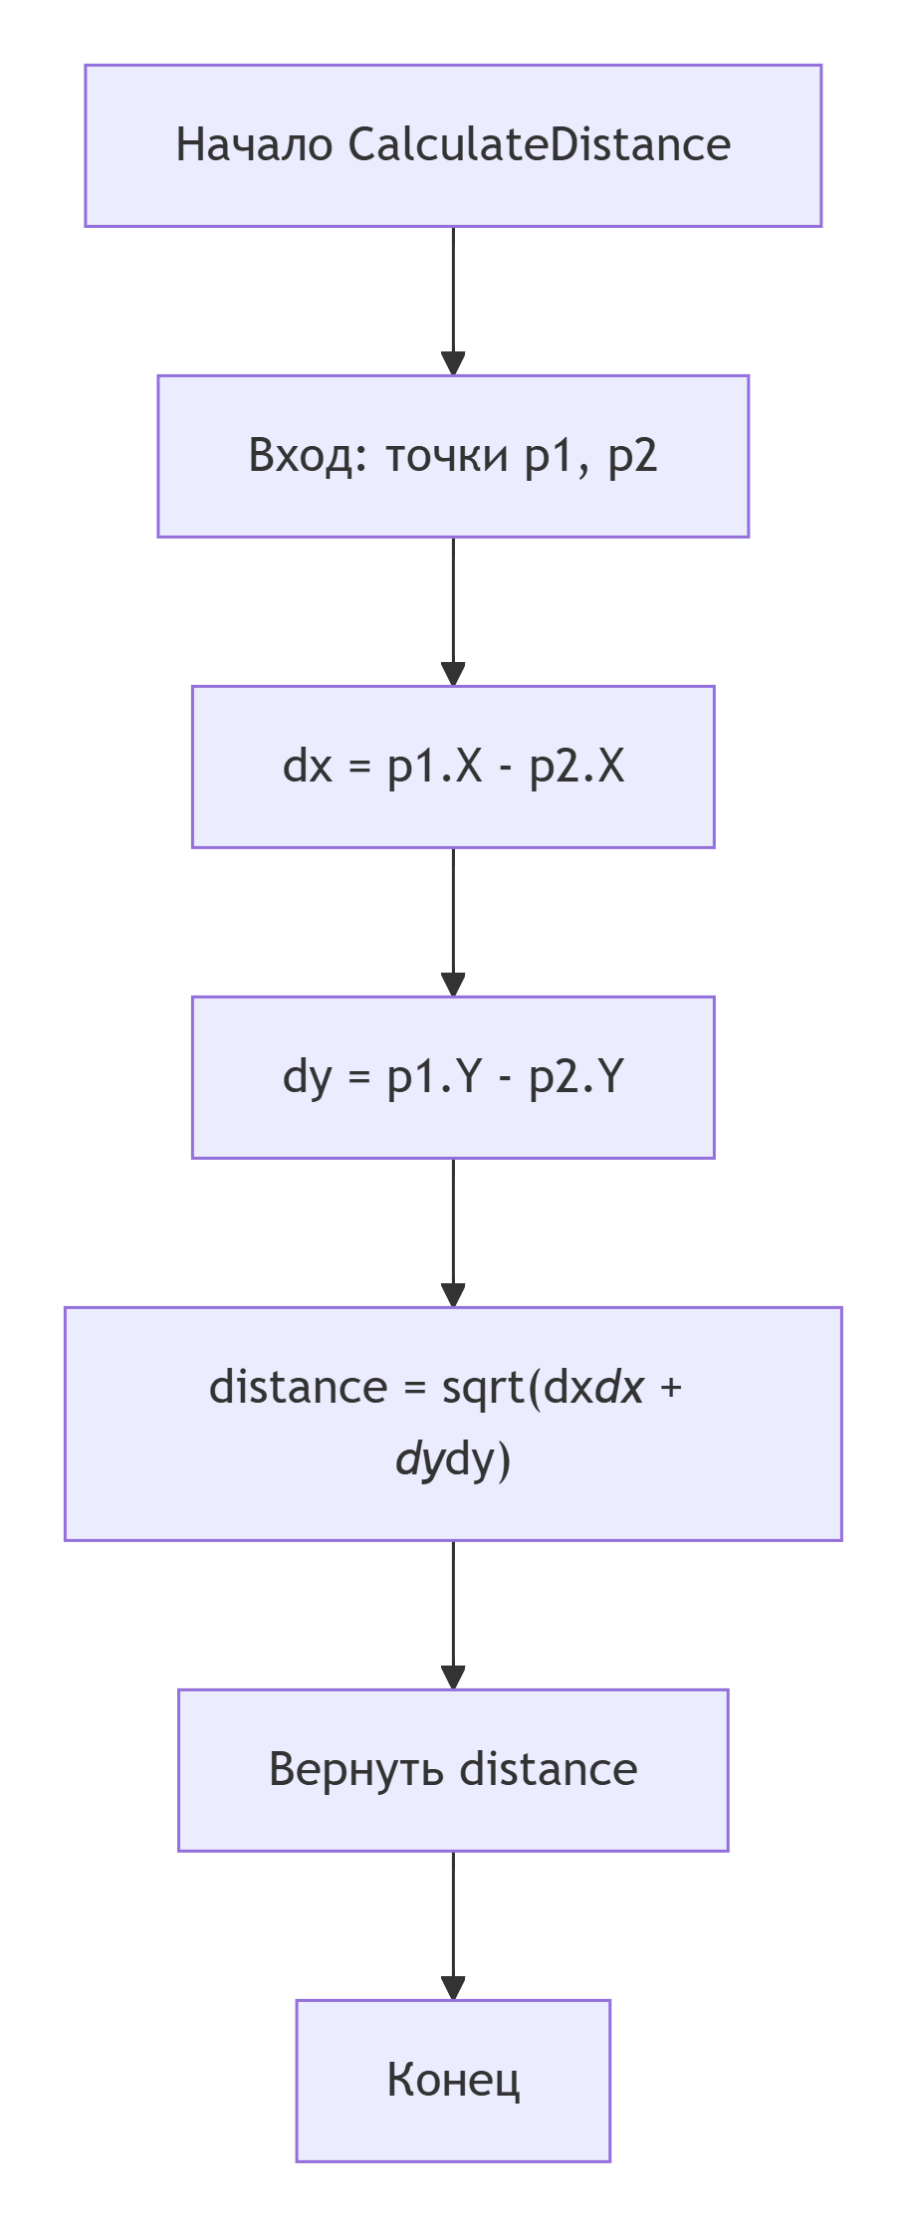 Начало CalculateDistance
Вход: точки p1, p2
dx = p1.X - p2.X
dy = p1.Y - p2.Y
distance = sqrt(dxdx +
dydy)
Вернуть distance
Конец